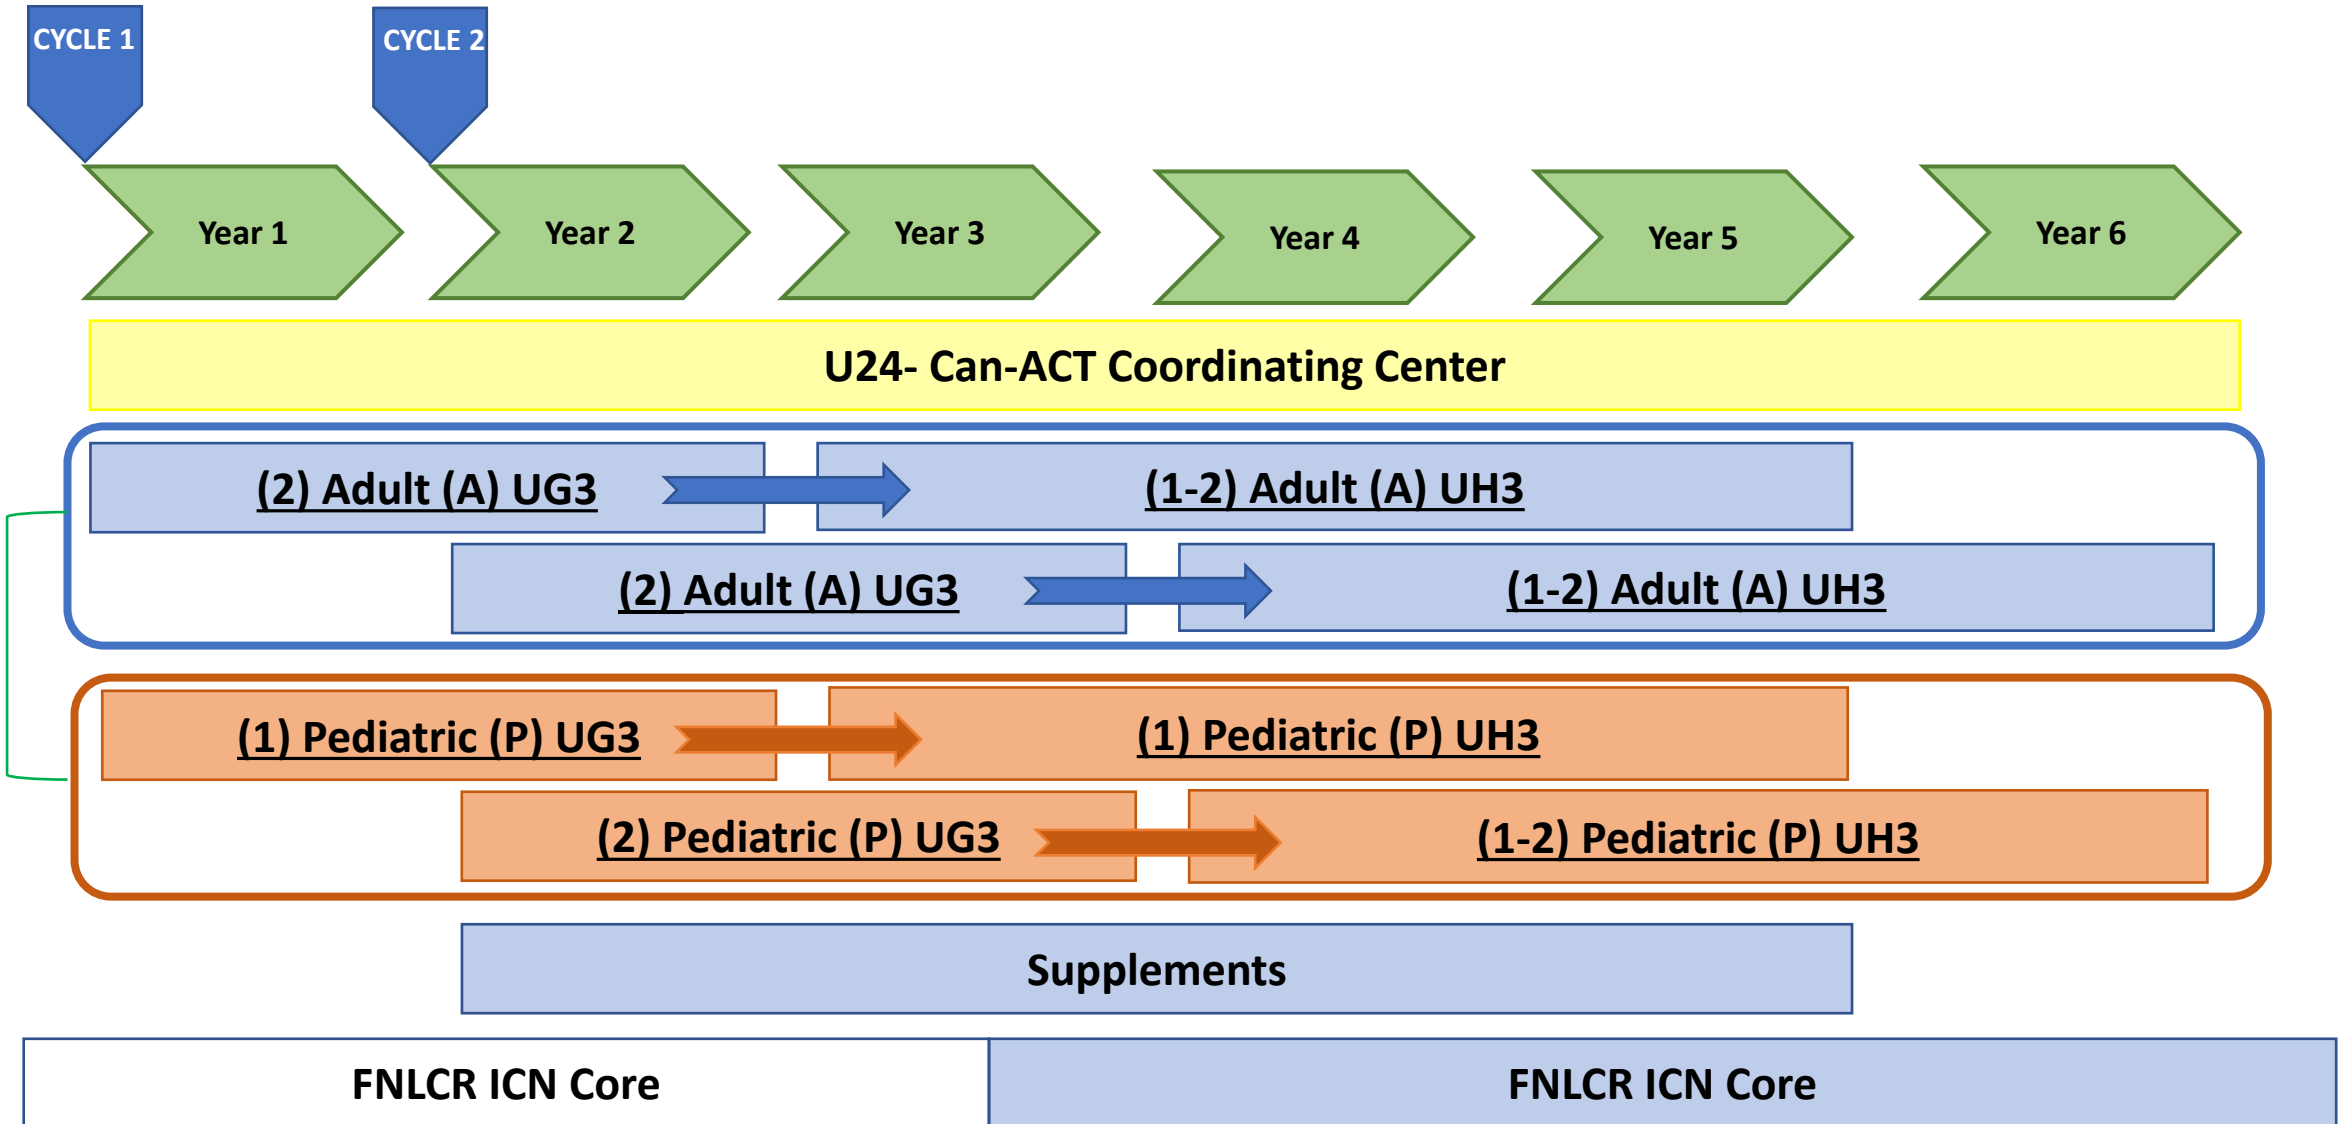 CYCLE 1
CYCLE 2
Year 1
Year 2
Year 3
Year 4
Year 5
Year 6
U24- Can-ACT Coordinating Center
(2) Adult (A) UG3
(1-2) Adult (A) UH3
(2) Adult (A) UG3
(1-2) Adult (A) UH3
(1) Pediatric (P) UG3
(1) Pediatric (P) UH3
(2) Pediatric (P) UG3
(1-2) Pediatric (P) UH3
Supplements
FNLCR ICN Core
FNLCR ICN Core